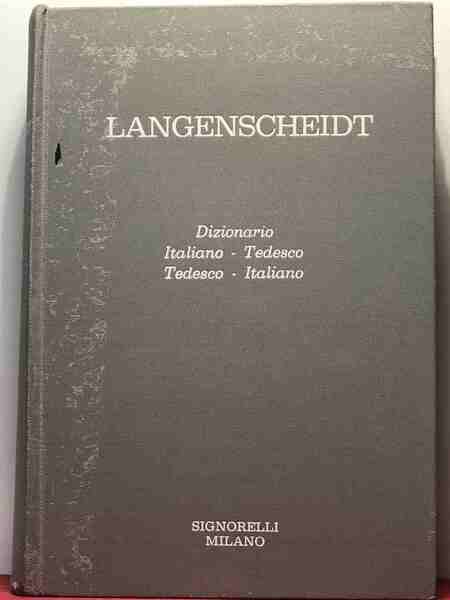 LANGENSCHEIDT
Dizionario
Italiano - Tedesco
Tedesco - Italiano
SIGNORELLI
MILANO